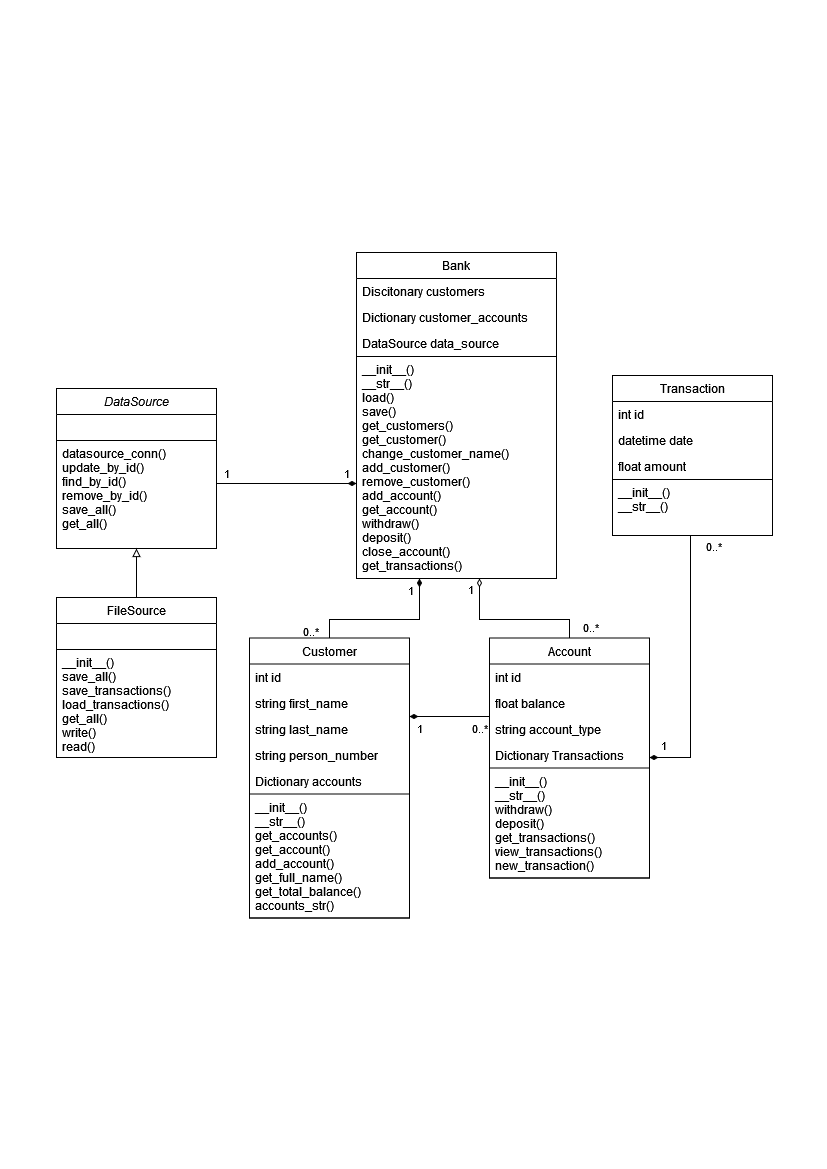 Bank
Discitonary customers
Dictionary customer_accounts
DataSource data_source
__init__()
__str__()
load()
save()
get_customers()
get_customer()
change_customer_name()
add_customer()
remove_customer()
add_account()
get_account()
withdraw()
deposit()
close_account()
get_transactions()
DataSource
datasource_conn()
update_by_id()
find_by_id()
remove_by_id()
save_all()
get_all()
1
1
Transaction
int id
datetime date
float amount
__init__()
__str__()
0..*
FileSource
__init__()
save_all()
save_transactions()
load_transactions()
get_all()
write()
read()
1
1
0..*
0..*
Customer
int id
string first_name
string last_name
string person_number
Dictionary accounts
__init__()
__str__()
get_accounts()
get_account()
add_account()
get_full_name()
get_total_balance()
accounts_str()
1
0..*
Account
int id
float balance
string account_type
Dictionary Transactions
__init__()
__str__()
withdraw()
deposit()
get_transactions()
view_transactions()
new_transaction()
1